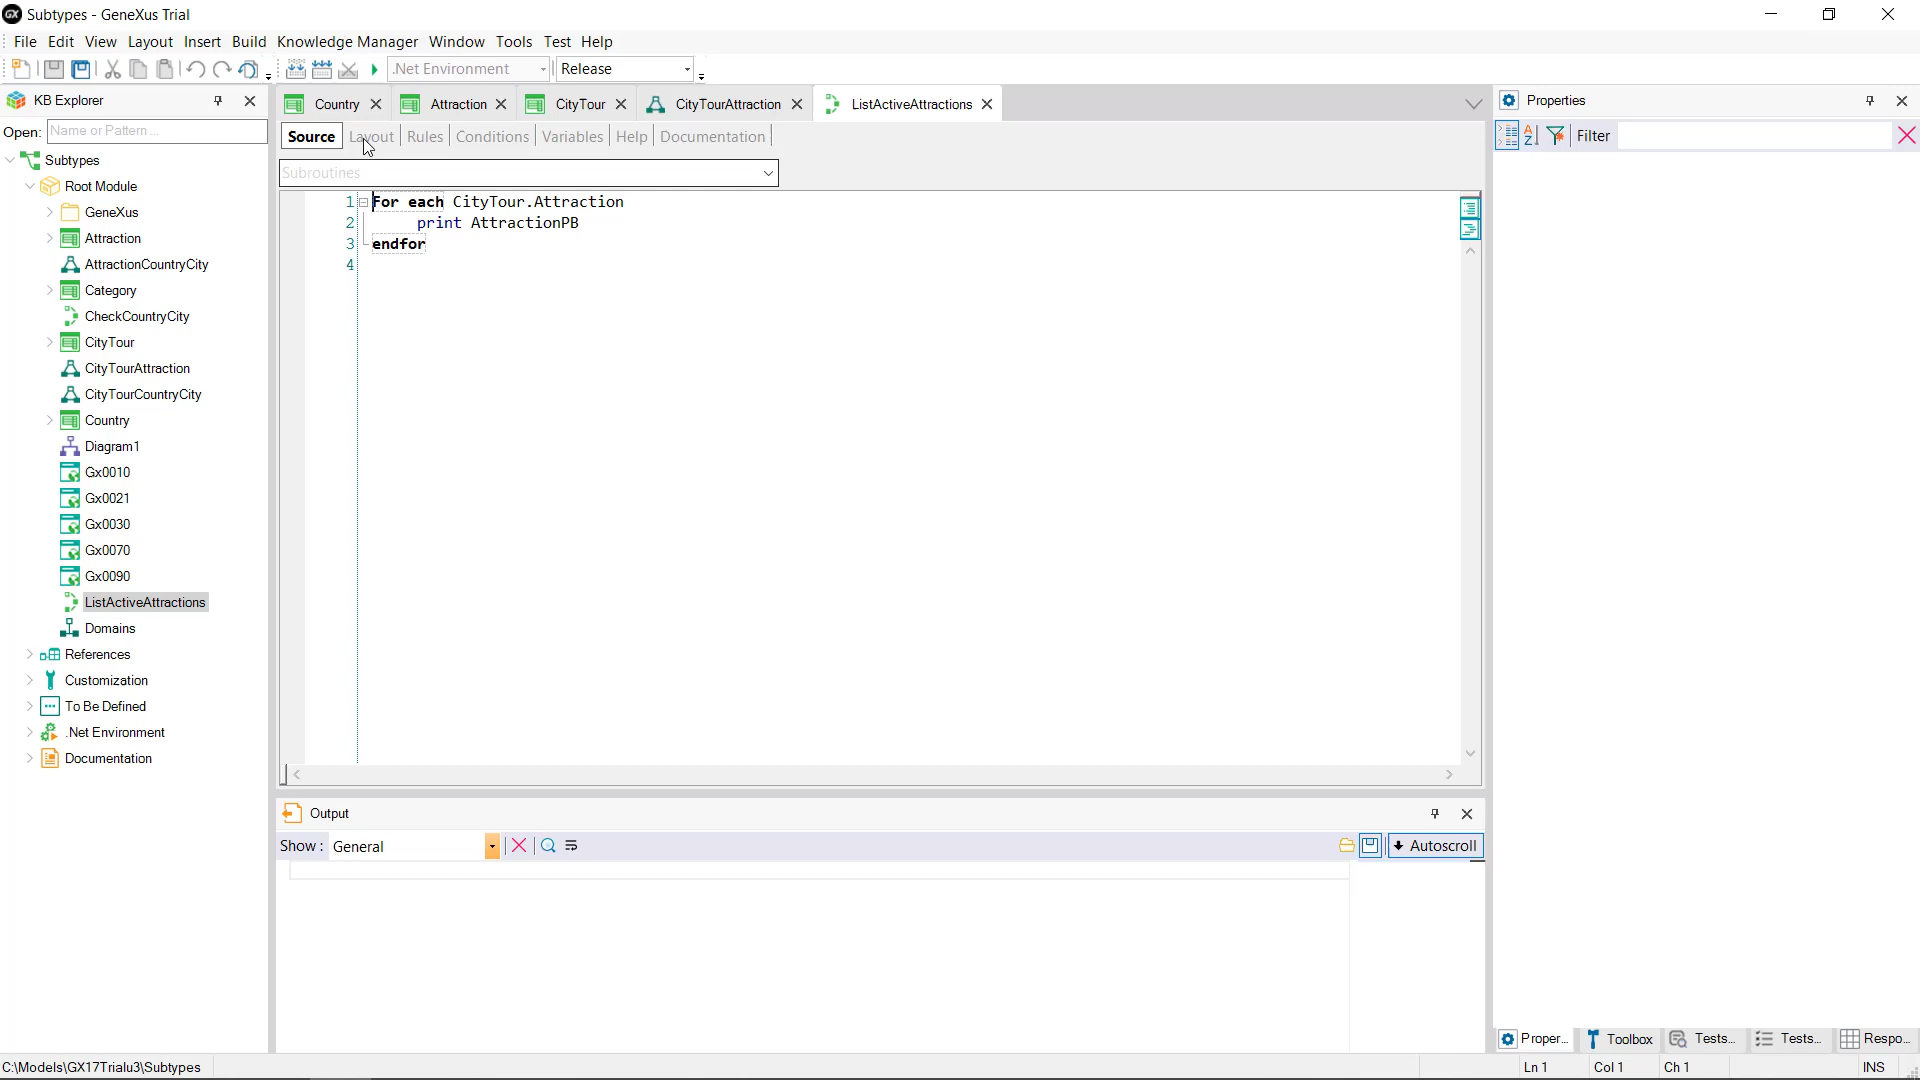 Subtypes - GeneXus Trial
File Edit View Layout Insert Build Knowledge Manager Window Tools Test Help
.Net Environment Release
KB Explorer
Open: Name or Pattern ...
Subtypes
Root Module
GeneXus
Attraction
AttractionCountryCity
Category
CheckCountryCity
CityTour
CityTourAttraction
CityTourCountryCity
Country
Diagram1
Gx0010
Gx0021
Gx0030
Gx0070
Gx0090
ListActiveAttractions
Domains
References
Customization
To Be Defined
.Net Environment
Documentation
Country Attraction CityTour CityTourAttraction ListActiveAttractions
Source Layout Rules Conditions Variables Help Documentation
Subroutines
1 For each CityTour.Attraction
2 print AttractionPB
3 endfor
4
Output
Show : General Autoscroll
Properties
Filter
Proper... Toolbox Tests... Tests... Respo...
C:\Models\GX17Trialu3\Subtypes Ln 1 Col 1 Ch 1 INS